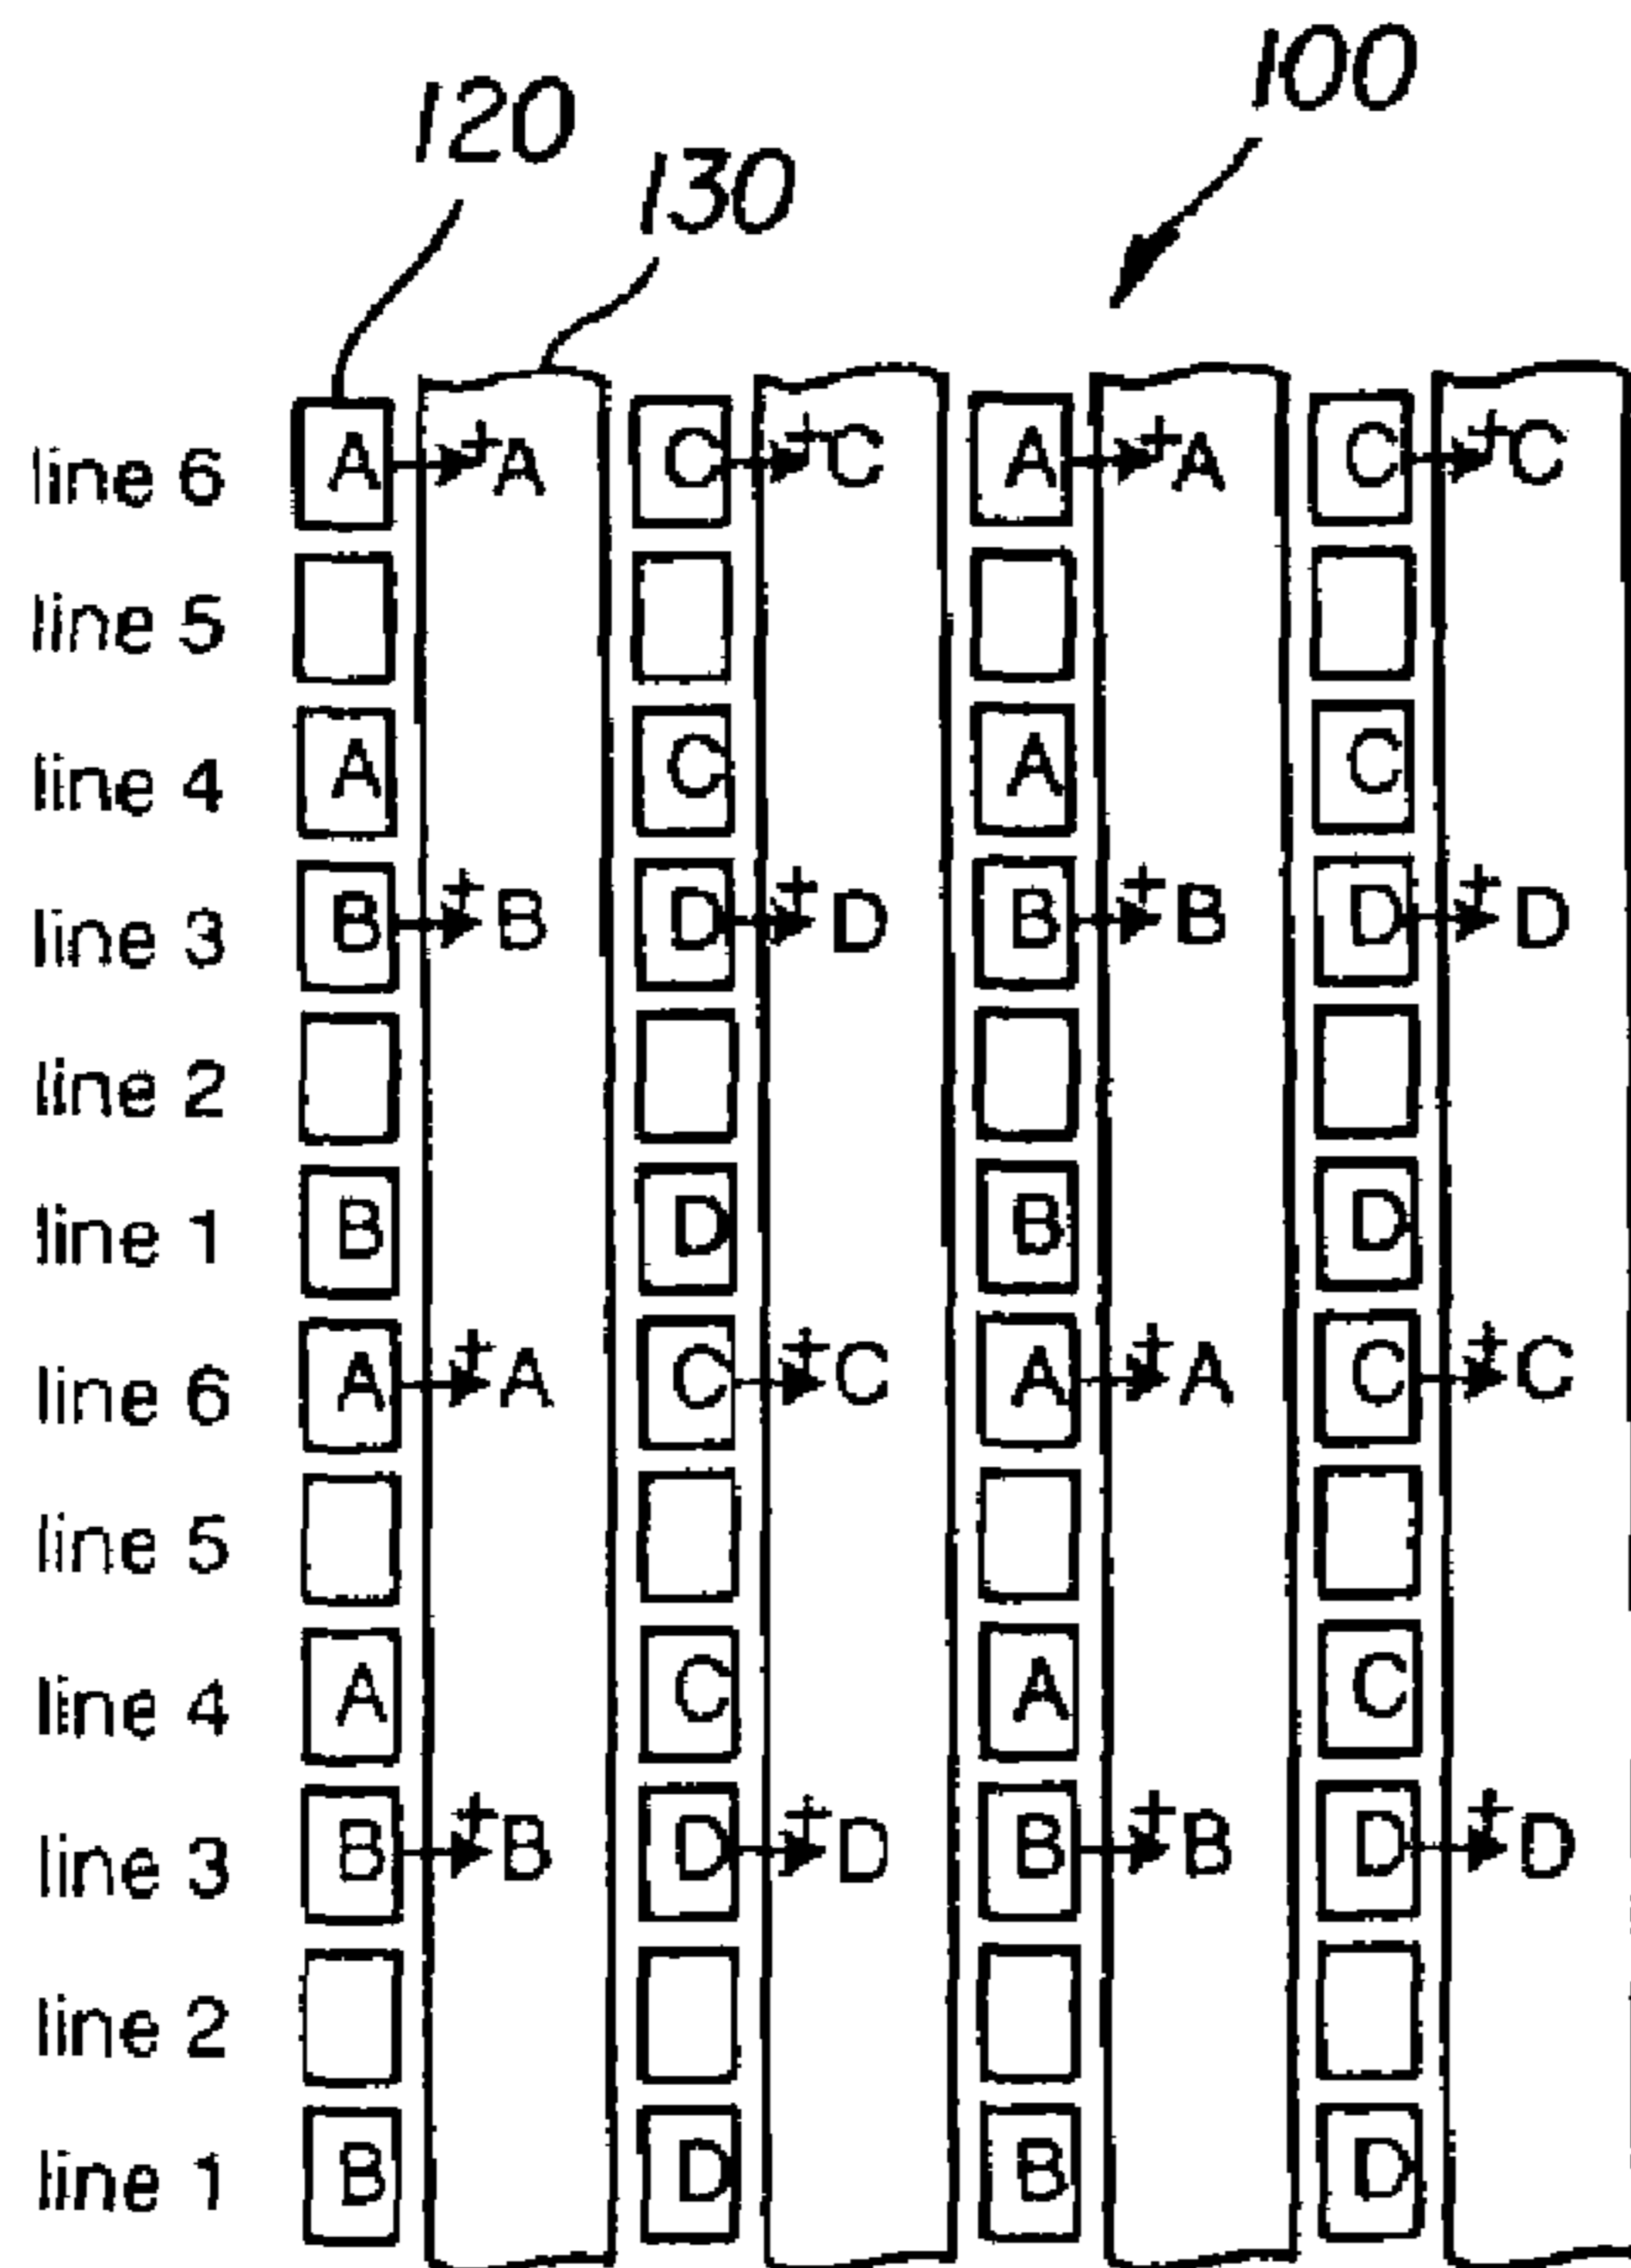 100
120
130
line 6 A +A C +C A +A C +C
line 5
line 4 A C A C
line 3 B +B D +D B +B D +D
line 2
line 1 B D B D
line 6 A +A C +C A +A C +C
line 5
line 4 A C A C
line 3 B +B D +D B +B D +D
line 2
line 1 B D B D